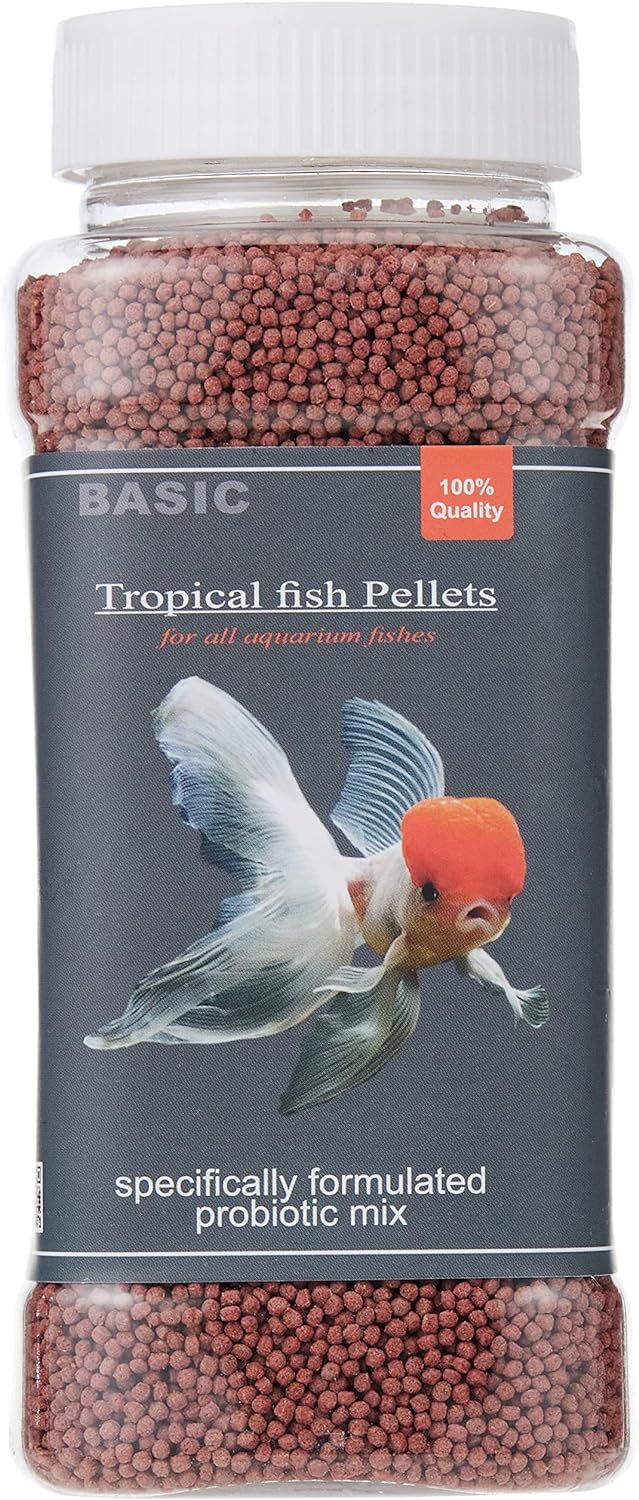 BASIC
100%
Quality
Tropical fish Pellets
for all aquarium fishes
specifically formulated
probiotic mix